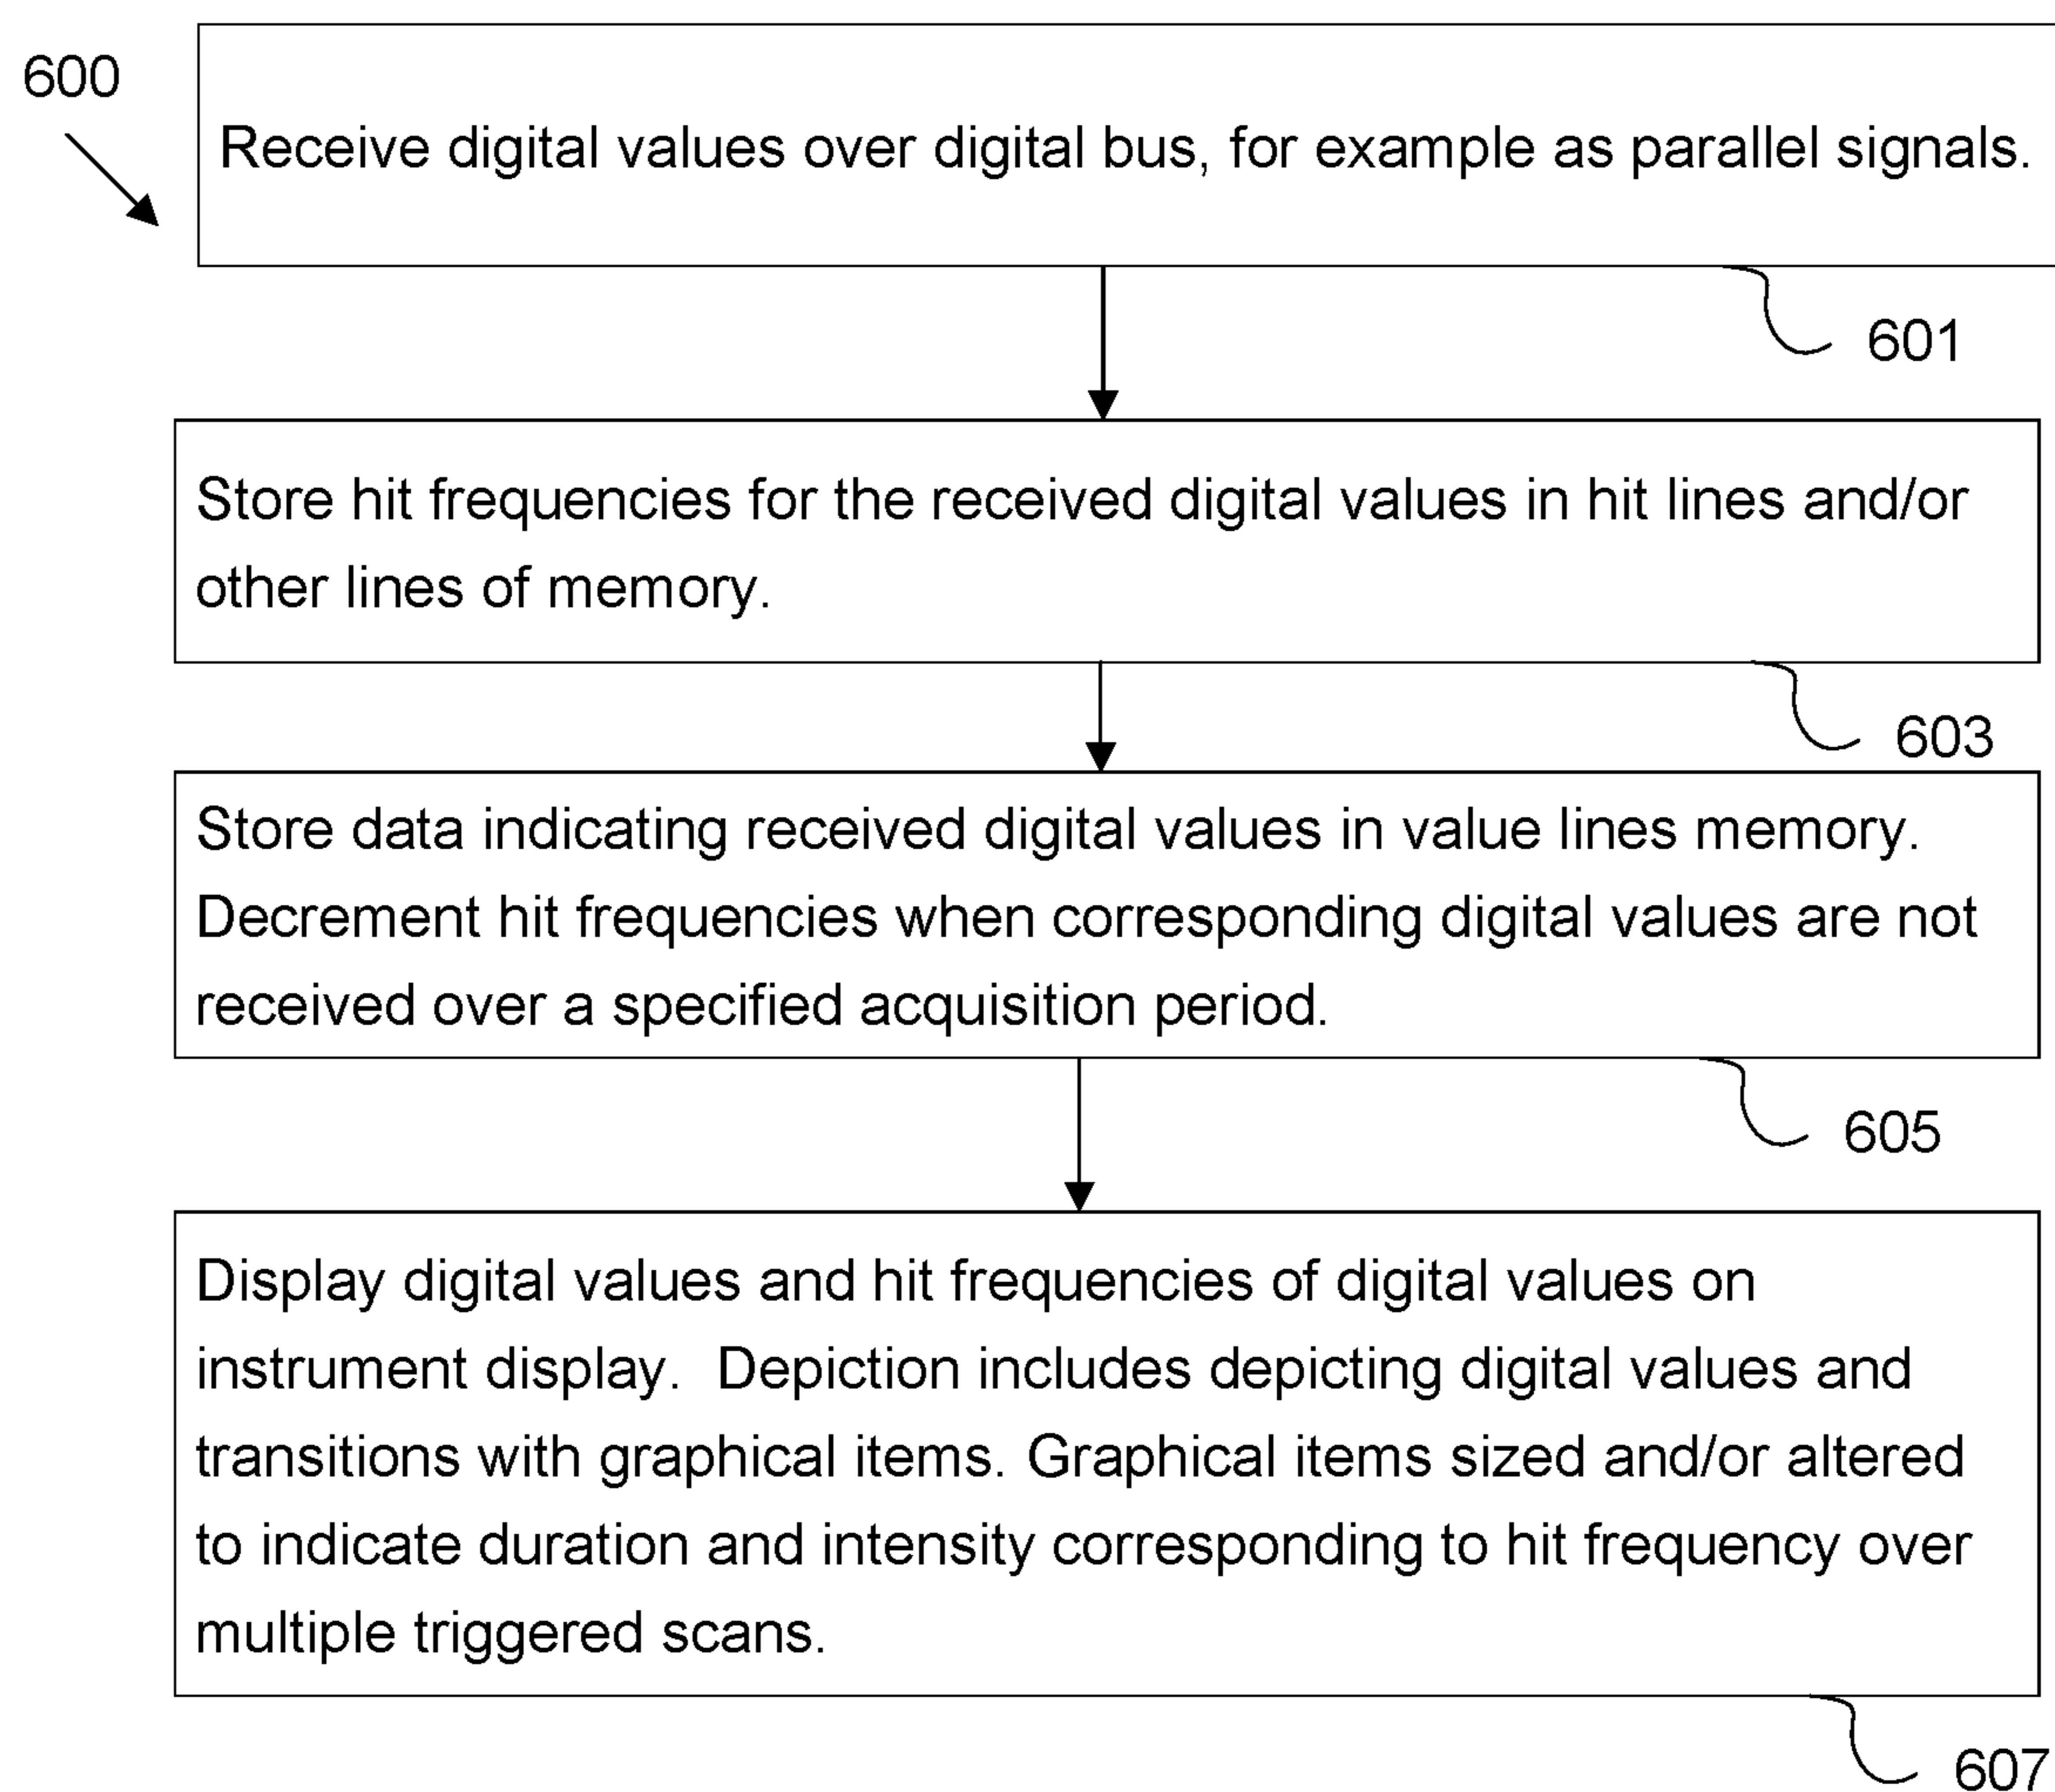 600
Receive digital values over digital bus, for example as parallel signals.
601
Store hit frequencies for the received digital values in hit lines and/or
other lines of memory.
603
Store data indicating received digital values in value lines memory.
Decrement hit frequencies when corresponding digital values are not
received over a specified acquisition period.
605
Display digital values and hit frequencies of digital values on
instrument display.  Depiction includes depicting digital values and
transitions with graphical items. Graphical items sized and/or altered
to indicate duration and intensity corresponding to hit frequency over
multiple triggered scans.
607